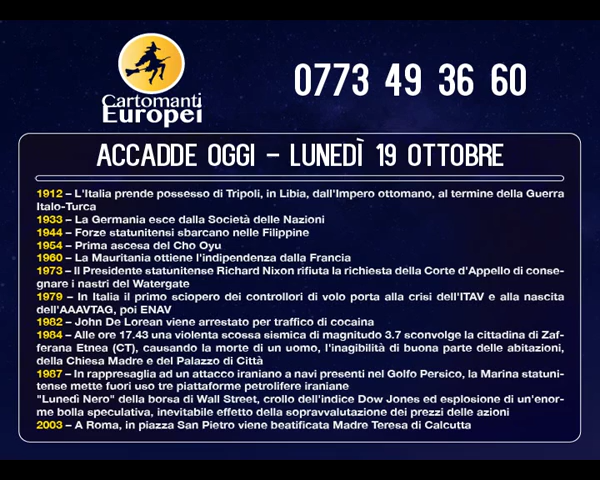 Cartomanti
Europei
0773 49 36 60
ACCADDE OGGI – LUNEDÌ 19 OTTOBRE
1912 – L'Italia prende possesso di Tripoli, in Libia, dall'Impero ottomano, al termine della Guerra
Italo-Turca
1933 – La Germania esce dalla Società delle Nazioni
1944 – Forze statunitensi sbarcano nelle Filippine
1954 – Prima ascesa del Cho Oyu
1960 – La Mauritania ottiene l'indipendenza dalla Francia
1973 – Il Presidente statunitense Richard Nixon rifiuta la richiesta della Corte d'Appello di conse-
gnare i nastri del Watergate
1979 – In Italia il primo sciopero dei controllori di volo porta alla crisi dell'ITAV e alla nascita
dell'AAAVTAG, poi ENAV
1982 – John De Lorean viene arrestato per traffico di cocaina
1984 – Alle ore 17.43 una violenta scossa sismica di magnitudo 3.7 sconvolge la cittadina di Zaf-
ferana Etnea (CT), causando la morte di un uomo, l'inagibilità di buona parte delle abitazioni,
della Chiesa Madre e del Palazzo di Città
1987 – In rappresaglia ad un attacco iraniano a navi presenti nel Golfo Persico, la Marina statuni-
tense mette fuori uso tre piattaforme petrolifere iraniane
"Lunedì Nero" della borsa di Wall Street, crollo dell'indice Dow Jones ed esplosione di un'enor-
me bolla speculativa, inevitabile effetto della sopravvalutazione dei prezzi delle azioni
2003 – A Roma, in piazza San Pietro viene beatificata Madre Teresa di Calcutta